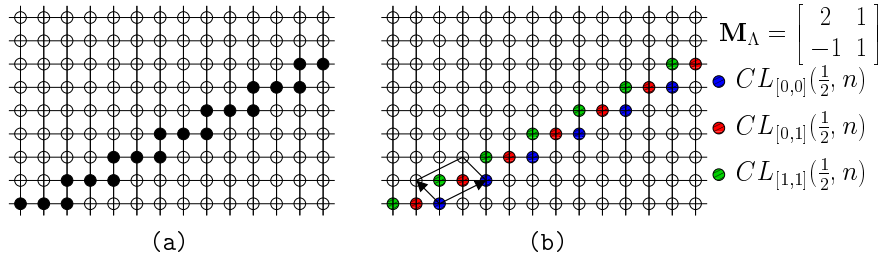 M_Λ = [ 2 1
-1 1 ]
CL_[0,0](1/2, n)
CL_[0,1](1/2, n)
CL_[1,1](1/2, n)
(a) (b)